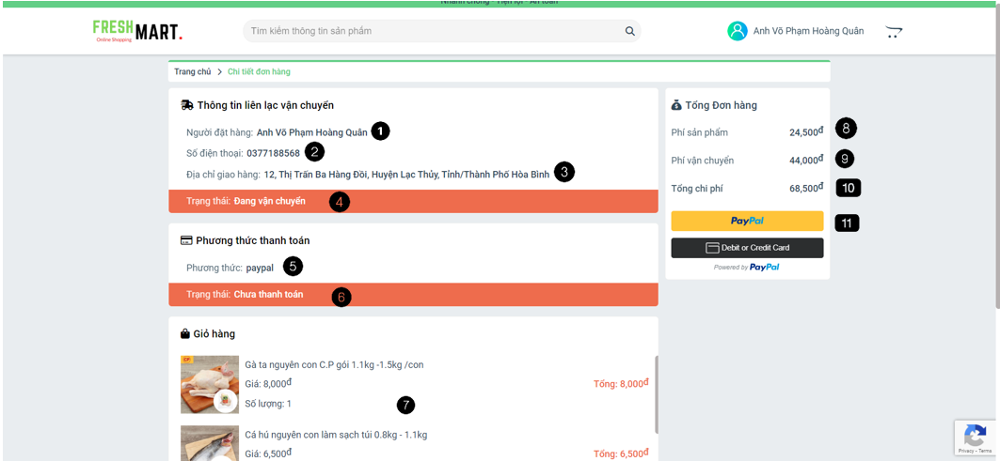 Nhanh chóng - Tiện lợi - An toàn
FRESHMART.
Online Shopping
Tìm kiếm thông tin sản phẩm
Anh Võ Phạm Hoàng Quân
Trang chủ > Chi tiết đơn hàng
Thông tin liên lạc vận chuyển
Người đặt hàng: Anh Võ Phạm Hoàng Quân 1
Số điện thoại: 0377188568 2
Địa chỉ giao hàng: 12, Thị Trấn Ba Hàng Đồi, Huyện Lạc Thủy, Tỉnh/Thành Phố Hòa Bình 3
Trạng thái: Đang vận chuyển 4
Phương thức thanh toán
Phương thức: paypal 5
Trạng thái: Chưa thanh toán 6
Giỏ hàng
CP
Gà ta nguyên con C.P gói 1.1kg -1.5kg /con
Giá: 8,000đ
Tổng: 8,000đ
Số lượng: 1
7
Cá hú nguyên con làm sạch túi 0.8kg - 1.1kg
Giá: 6,500đ
Tổng: 6,500đ
Tổng Đơn hàng
Phí sản phẩm 24,500đ 8
Phí vận chuyển 44,000đ 9
Tổng chi phí 68,500đ 10
PayPal 11
Debit or Credit Card
Powered by PayPal
Privacy - Terms